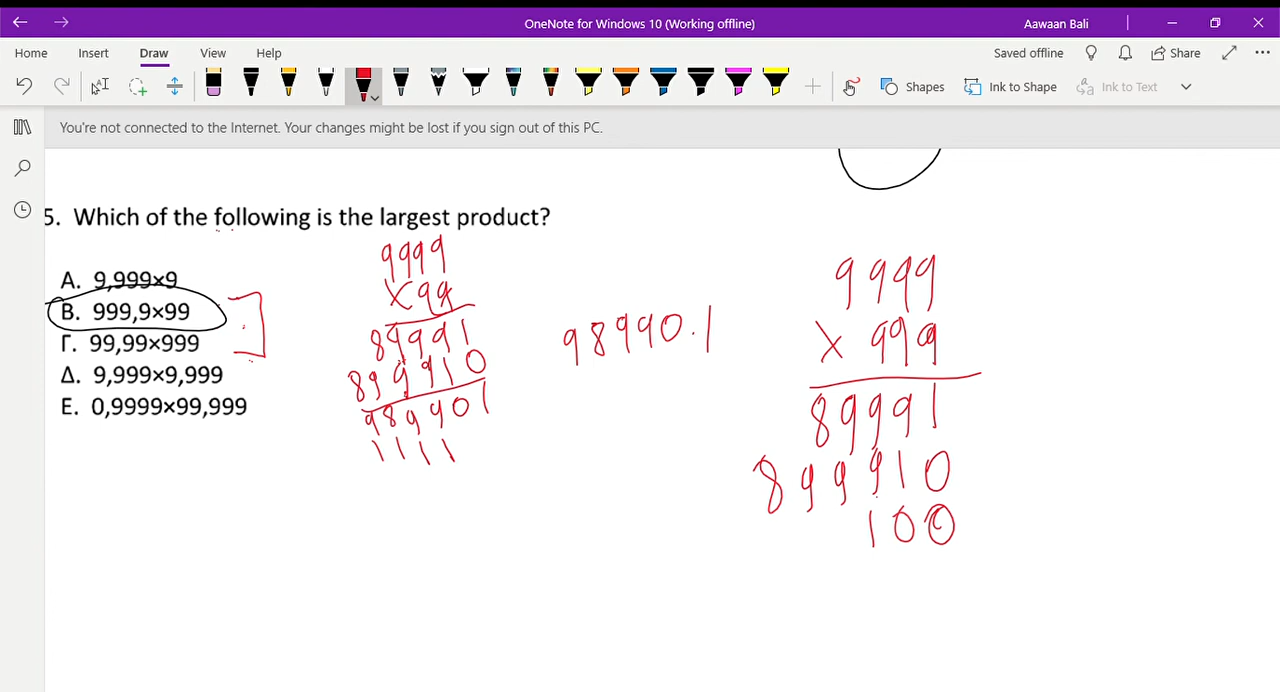 OneNote for Windows 10 (Working offline)
Aawaan Bali
Home Insert Draw View Help
Saved offline
Share
Shapes
Ink to Shape
Ink to Text
You're not connected to the Internet. Your changes might be lost if you sign out of this PC.
5. Which of the following is the largest product?
A. 9,999×9
B. 999,9×99
Γ. 99,99×999
Δ. 9,999×9,999
E. 0,9999×99,999
9999
×99
89991
899910
989901
1111
98990.1
9999
×999
89991
899910
100